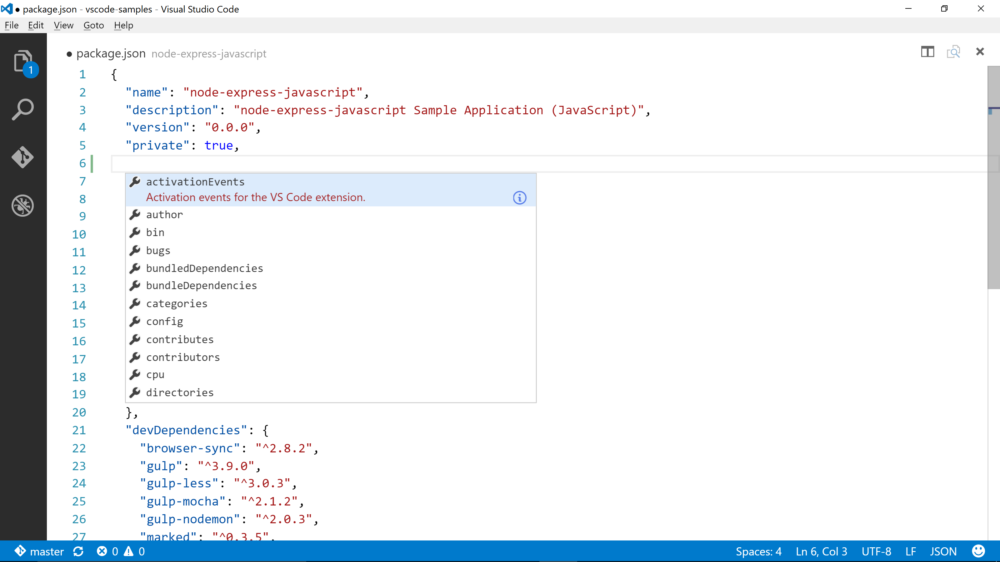 ● package.json - vscode-samples - Visual Studio Code
File Edit View Goto Help
1
● package.json node-express-javascript
1 {
2 "name": "node-express-javascript",
3 "description": "node-express-javascript Sample Application (JavaScript)",
4 "version": "0.0.0",
5 "private": true,
6
7 activationEvents
8 Activation events for the VS Code extension.
9 author
10 bin
11 bugs
12 bundledDependencies
13 bundleDependencies
14 categories
15 config
16 contributes
17 contributors
18 cpu
19 directories
20 },
21 "devDependencies": {
22 "browser-sync": "^2.8.2",
23 "gulp": "^3.9.0",
24 "gulp-less": "^3.0.3",
25 "gulp-mocha": "^2.1.2",
26 "gulp-nodemon": "^2.0.3",
27 "marked": "^0.3.5",
master 0 0 Spaces: 4 Ln 6, Col 3 UTF-8 LF JSON